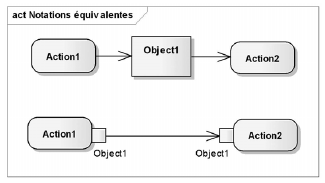 act Notations équivalentes
Action1
Object1
Action2
Action1
Action2
Object1
Object1